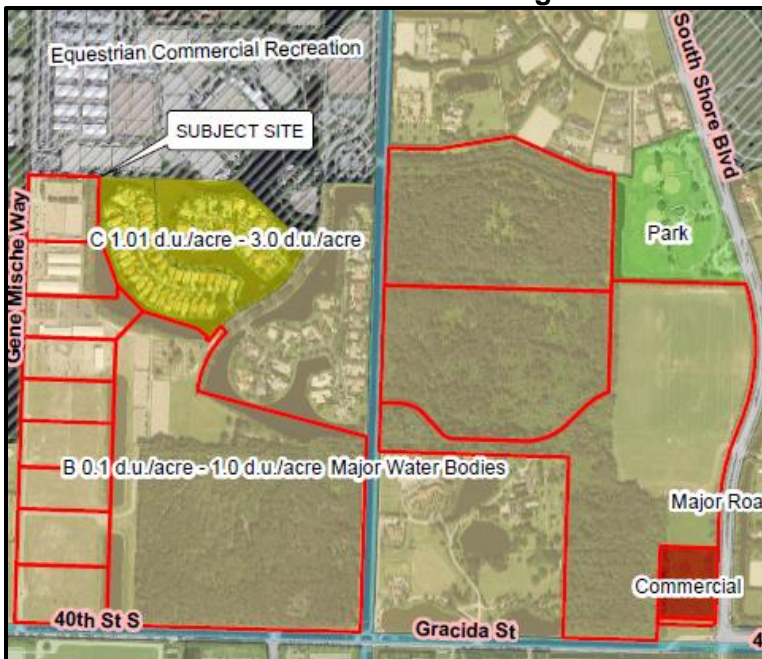 Equestrian Commercial Recreation
South Shore Blvd
SUBJECT SITE
Gene Mische Way
C 1.01 d.u./acre - 3.0 d.u./acre
Park
B 0.1 d.u./acre - 1.0 d.u./acre Major Water Bodies
Major Roa
Commercial
40th St S
Gracida St
4